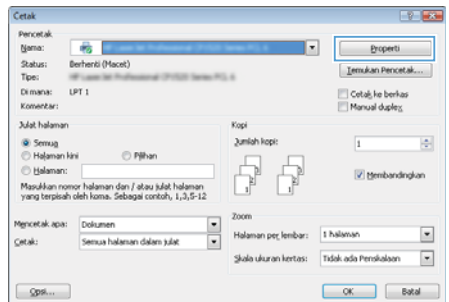 Cetak
Pencetak
Nama:
Properti
Status: Berhenti (Macet)
Temukan Pencetak...
Tipe:
Di mana: LPT 1
Cetak ke berkas
Komentar:
Manual duplex
Julat halaman
Semua
Halaman kini
Pilihan
Halaman:
Masukkan nomor halaman dan / atau julat halaman
yang terpisah oleh koma. Sebagai contoh, 1,3,5-12
Kopi
Jumlah kopi: 1
Membandingkan
Mencetak apa: Dokumen
Cetak: Semua halaman dalam julat
Zoom
Halaman per lembar: 1 halaman
Skala ukuran kertas: Tidak ada Penskalaan
Opsi...
OK
Batal